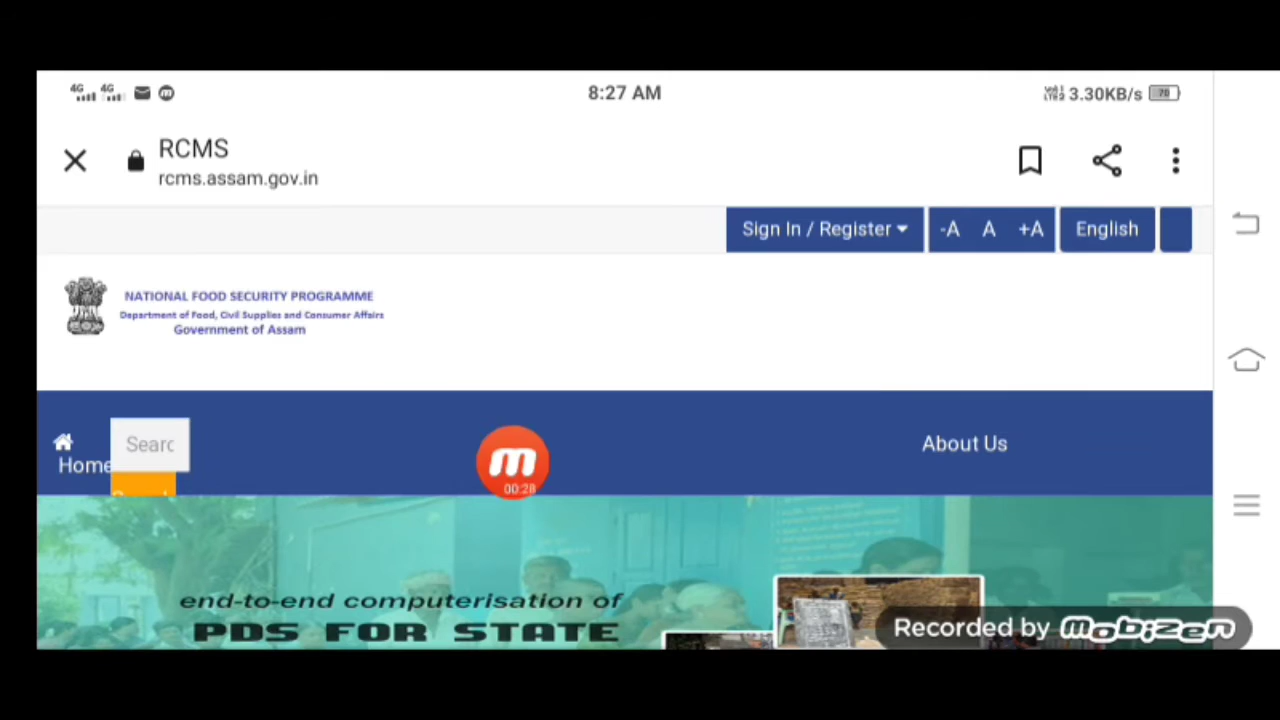 4G 4G 8:27 AM 3.30KB/s 70
RCMS
rcms.assam.gov.in
Sign In / Register -A A +A English
NATIONAL FOOD SECURITY PROGRAMME
Department of Food, Civil Supplies and Consumer Affairs
Government of Assam
Home Searc About Us
m
00:28
end-to-end computerisation of
PDS FOR STATE
Recorded by mobizen